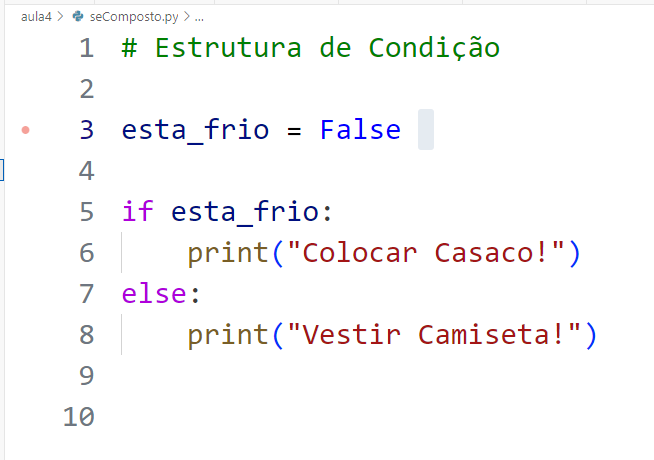 aula4 > seComposto.py > ...
1 # Estrutura de Condição
2
3 esta_frio = False
4
5 if esta_frio:
6     print("Colocar Casaco!")
7 else:
8     print("Vestir Camiseta!")
9
10